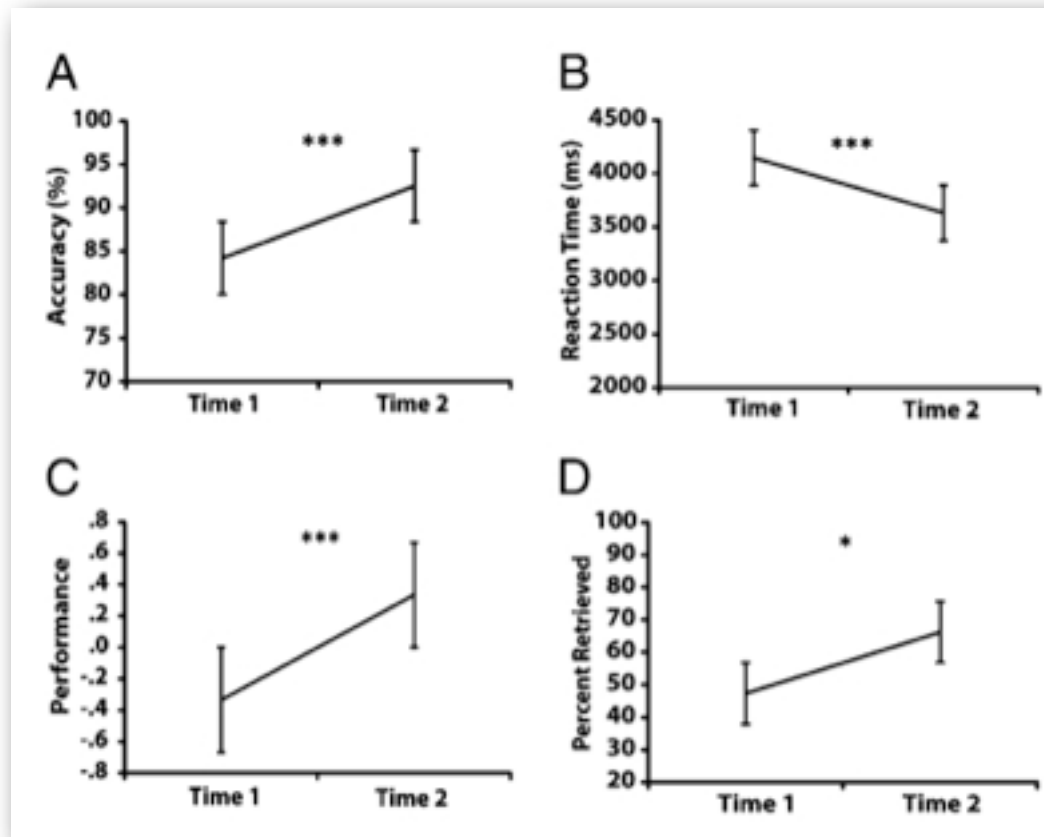 A
100
95
90
85
80
75
70
Accuracy (%)
***
Time 1
Time 2
B
4500
4000
3500
3000
2500
2000
Reaction Time (ms)
***
Time 1
Time 2
C
.8
.6
.4
.2
.0
-.2
-.4
-.6
-.8
Performance
***
Time 1
Time 2
D
100
90
80
70
60
50
40
30
20
Percent Retrieved
*
Time 1
Time 2